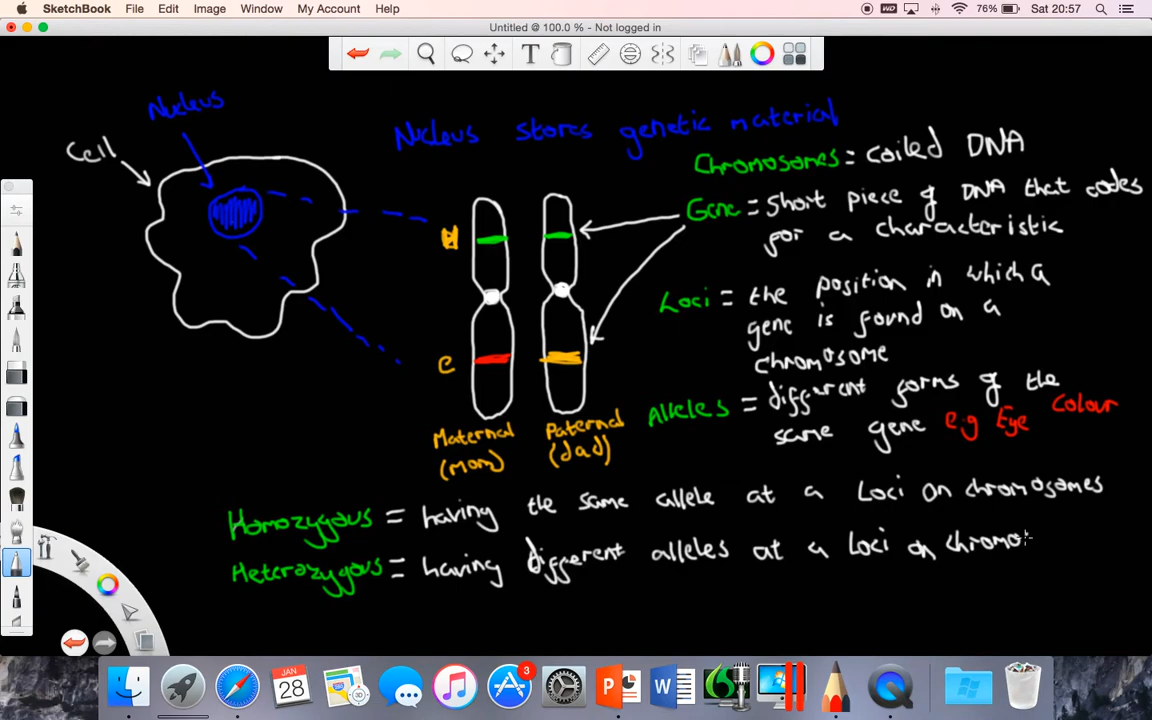 SketchBook File Edit Image Window My Account Help 76% Sat 20:57
Untitled @ 100.0 % - Not logged in
Nucleus
Cell
Nucleus stores genetic material
Chromosomes = coiled DNA
Gene = short piece of DNA that codes
for a characteristic
Loci = the position in which a
gene is found on a
chromosome
Alleles = different forms of the
same gene e.g Eye Colour
H
e
Maternal
(mom)
Paternal
(dad)
Homozygous = having the same allele at a Loci on chromosomes
Heterozygous = having different alleles at a Loci on chromo
JAN
28
3D
3